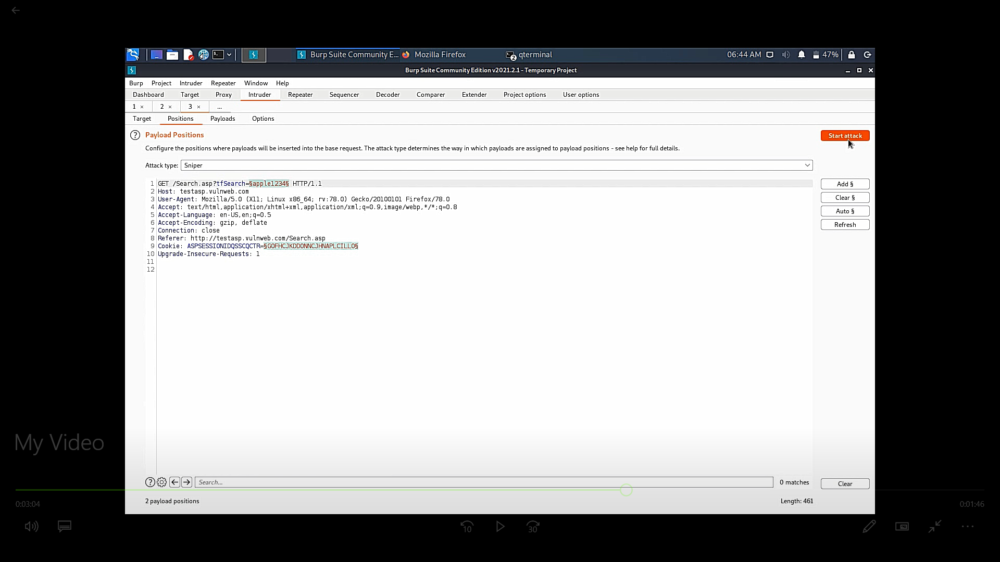 Burp Suite Community E...
Mozilla Firefox
2 qterminal
06:44 AM
47%
Burp Suite Community Edition v2021.2.1 - Temporary Project
Burp Project Intruder Repeater Window Help
Dashboard Target Proxy Intruder Repeater Sequencer Decoder Comparer Extender Project options User options
1 × 2 × 3 × ...
Target Positions Payloads Options
? Payload Positions
Start attack
Configure the positions where payloads will be inserted into the base request. The attack type determines the way in which payloads are assigned to payload positions - see help for full details.
Attack type: Sniper
1 GET /Search.asp?tfSearch=§apple1234§ HTTP/1.1
2 Host: testasp.vulnweb.com
3 User-Agent: Mozilla/5.0 (X11; Linux x86_64; rv:78.0) Gecko/20100101 Firefox/78.0
4 Accept: text/html,application/xhtml+xml,application/xml;q=0.9,image/webp,*/*;q=0.8
5 Accept-Language: en-US,en;q=0.5
6 Accept-Encoding: gzip, deflate
7 Connection: close
8 Referer: http://testasp.vulnweb.com/Search.asp
9 Cookie: ASPSESSIONIDQSSCQCTR=§GOFHCJKDDONNCJHNAPLCILLO§
10 Upgrade-Insecure-Requests: 1
11
12
Add §
Clear §
Auto §
Refresh
My Video
? Search... 0 matches
Clear
2 payload positions
Length: 461
0:03:04
0:01:46
10
30